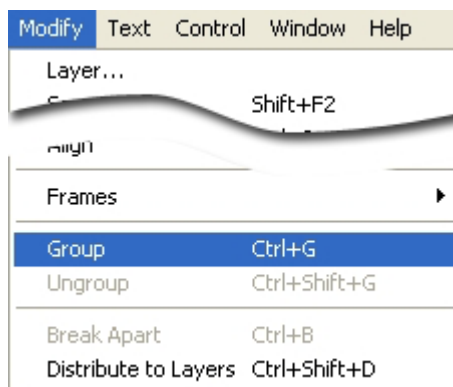 Modify Text Control Window Help
Layer...
Shift+F2
Align
Frames
Group Ctrl+G
Ungroup Ctrl+Shift+G
Break Apart Ctrl+B
Distribute to Layers Ctrl+Shift+D